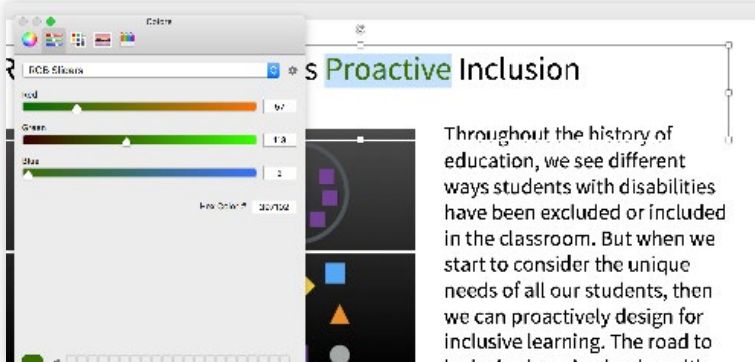 Colors
s Proactive Inclusion
RGB Sliders
Red
Green
Blue
Hex Color #
Throughout the history of
education, we see different
ways students with disabilities
have been excluded or included
in the classroom. But when we
start to consider the unique
needs of all our students, then
we can proactively design for
inclusive learning. The road to